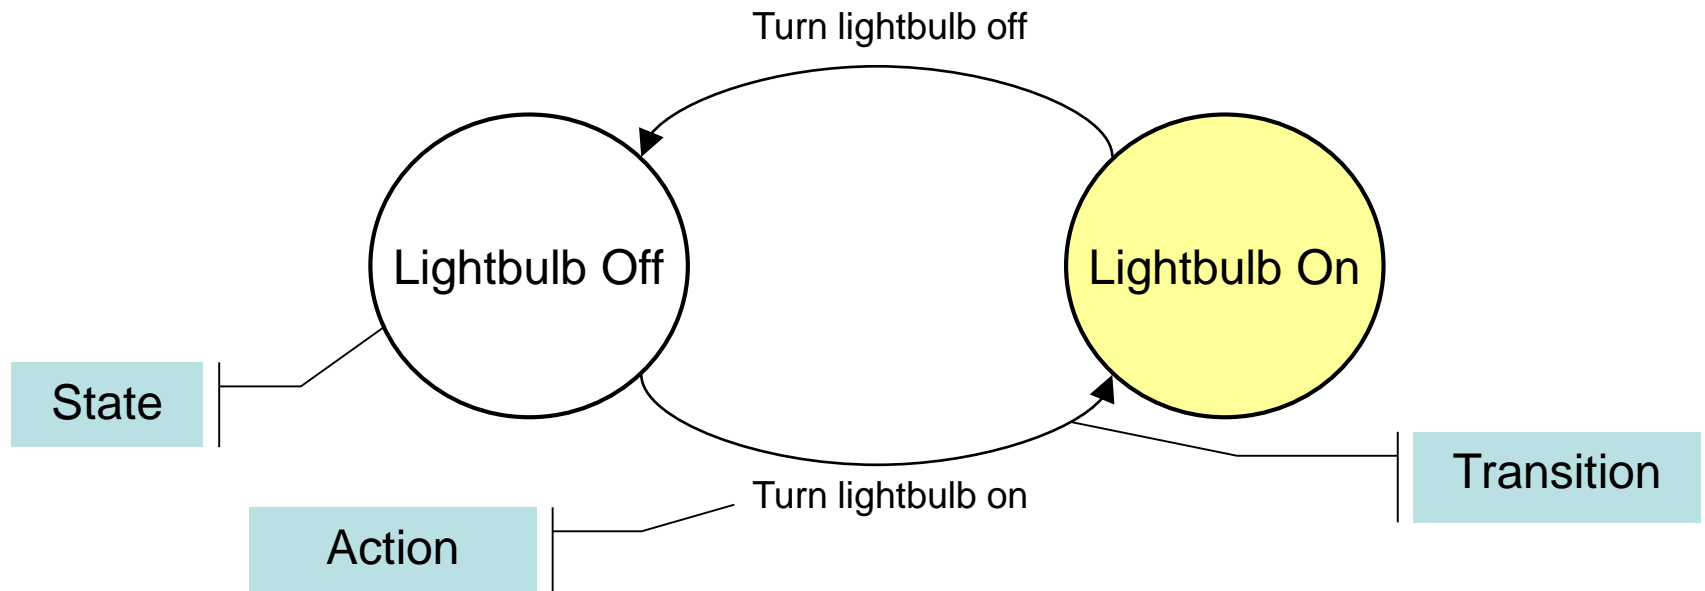 Turn lightbulb off
Lightbulb Off
Lightbulb On
State
Transition
Turn lightbulb on
Action